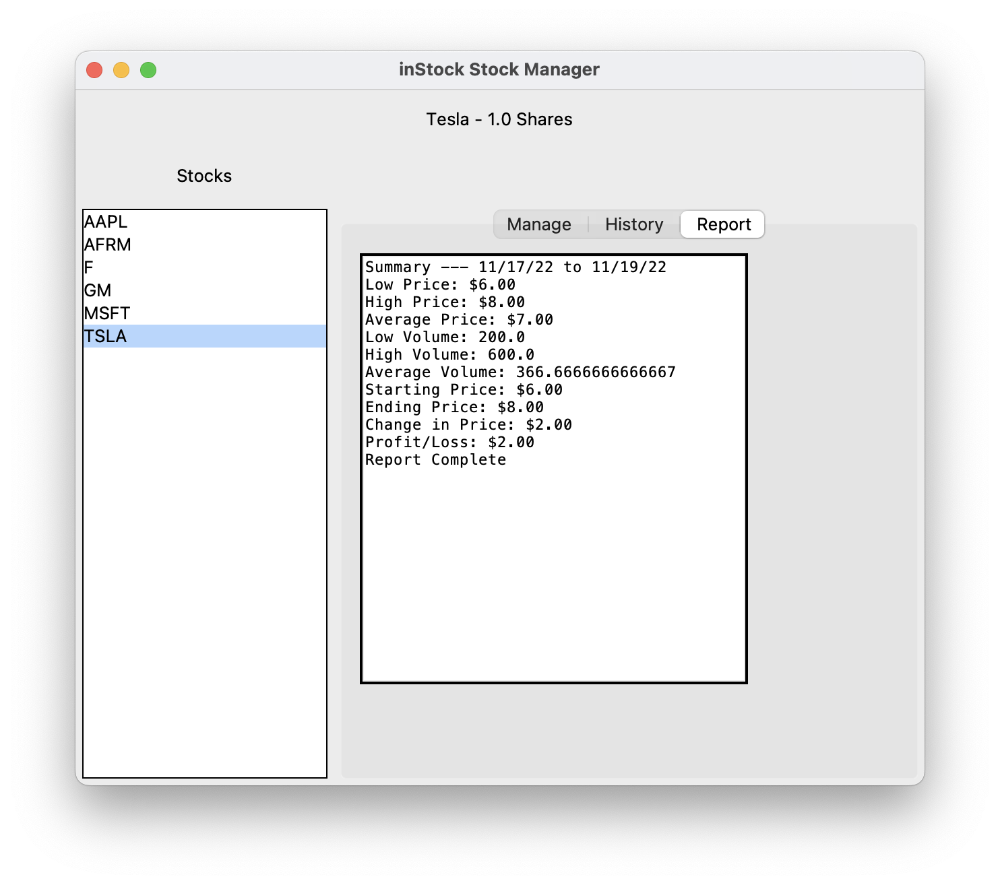 inStock Stock Manager
Tesla - 1.0 Shares
Stocks
AAPL
AFRM
F
GM
MSFT
TSLA
Manage
History
Report
Summary --- 11/17/22 to 11/19/22
Low Price: $6.00
High Price: $8.00
Average Price: $7.00
Low Volume: 200.0
High Volume: 600.0
Average Volume: 366.6666666666667
Starting Price: $6.00
Ending Price: $8.00
Change in Price: $2.00
Profit/Loss: $2.00
Report Complete